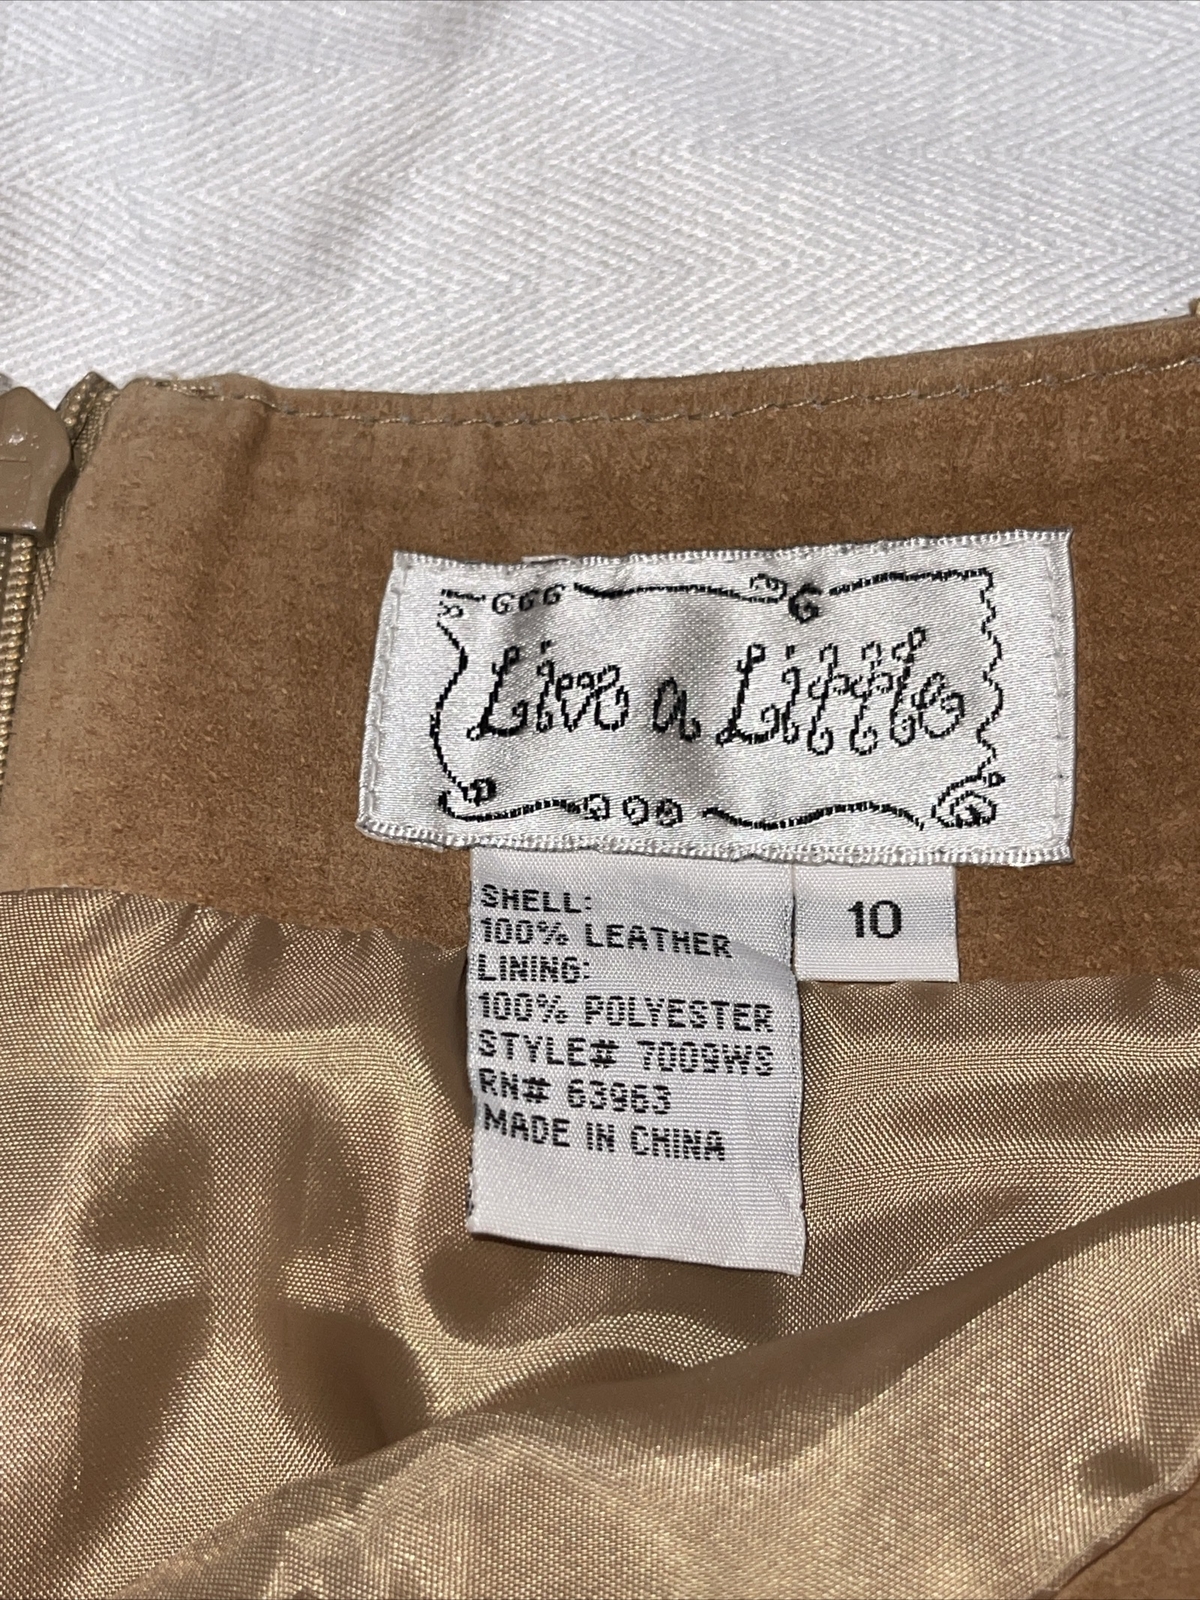 Live a Little
SHELL:
100% LEATHER
LINING:
100% POLYESTER
STYLE# 7009WS
RN# 63963
MADE IN CHINA
10